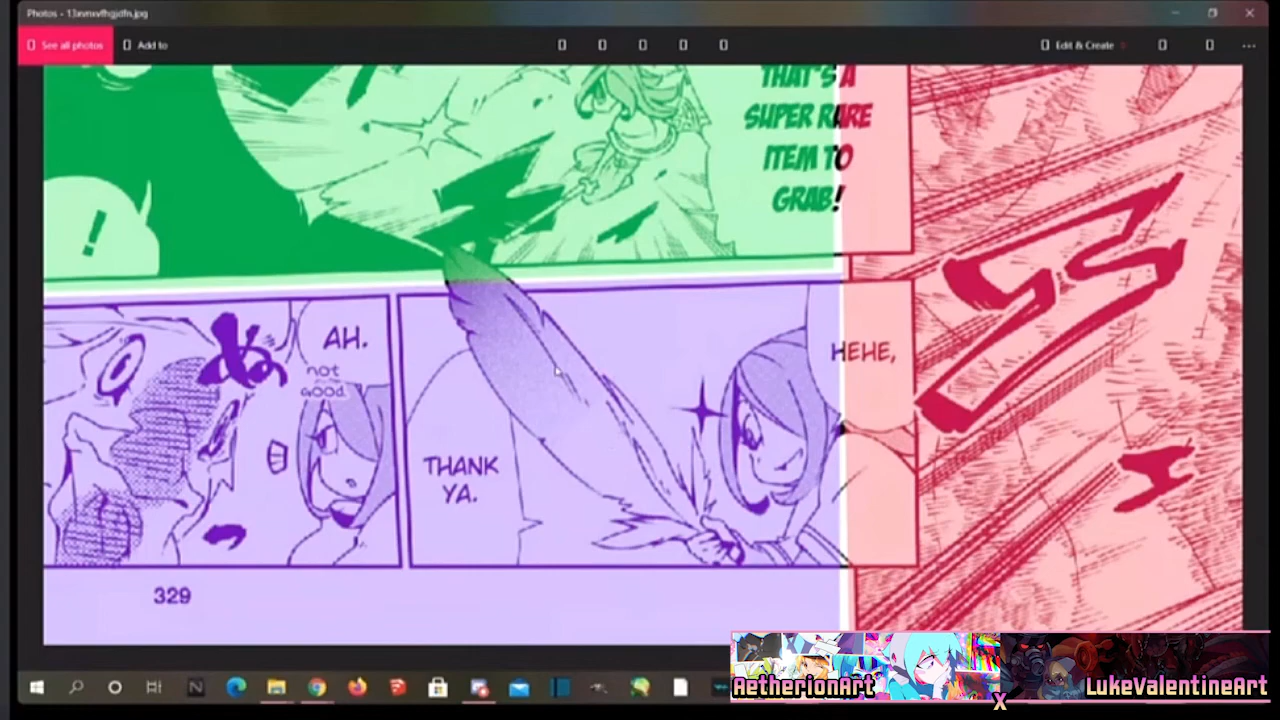 Photos - 13xvnxvfhgjdfn.jpg
See all photos
Add to
Edit & Create
THAT'S A
SUPER RARE
ITEM TO
GRAB!
!
HEHE,
AH.
not
GOOD.
THANK
YA.
329
AetherionArt
X
LukeValentineArt